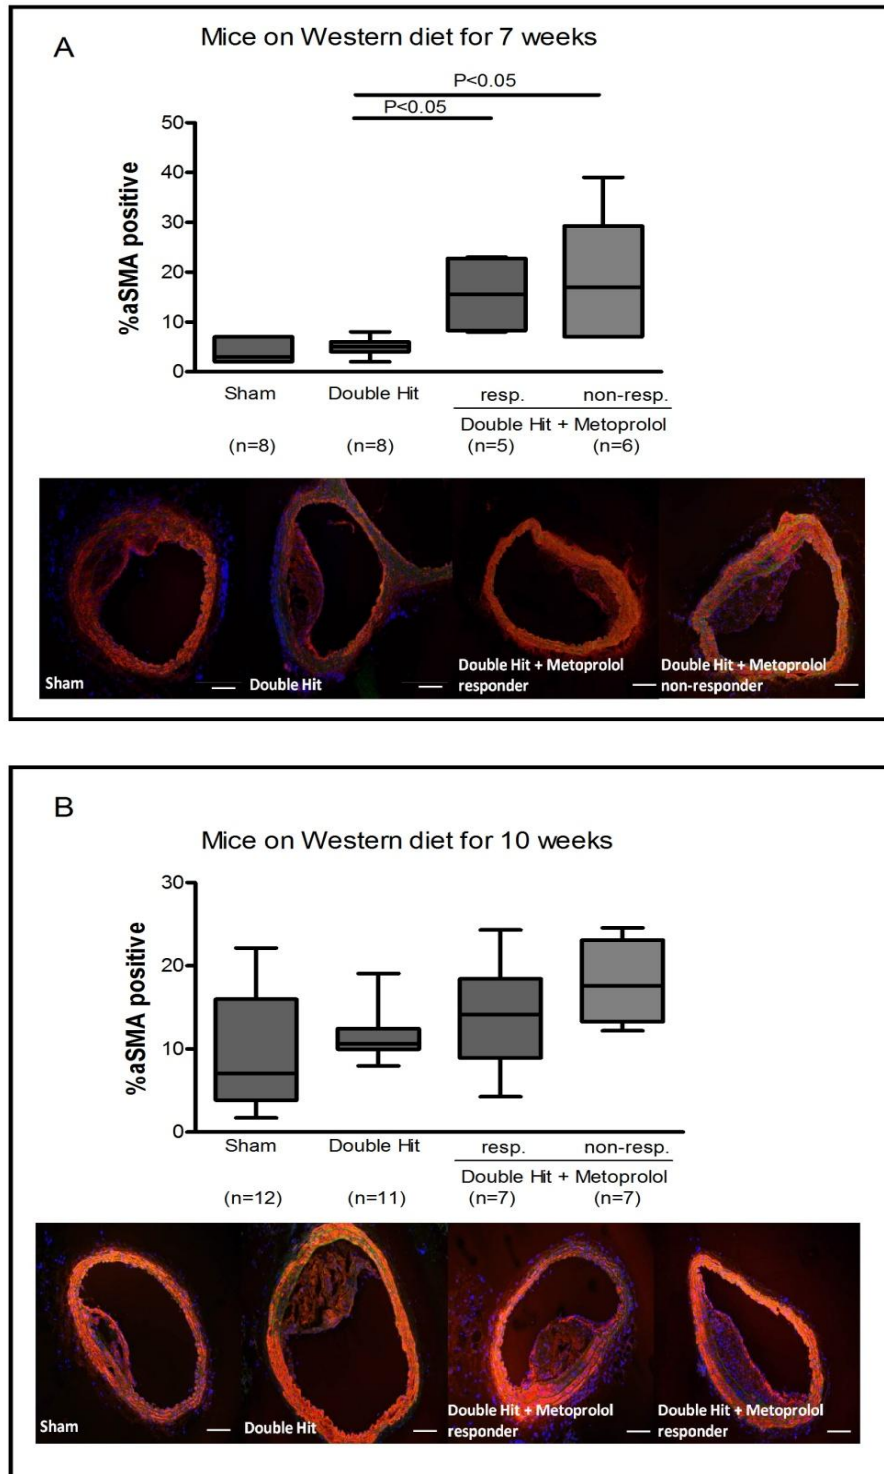 A
Mice on Western diet for 7 weeks
P<0.05
P<0.05
50
40
30
20
10
0
%aSMA positive
Sham
Double Hit
resp.
non-resp.
Double Hit + Metoprolol
(n=8)
(n=8)
(n=5)
(n=6)
Sham
Double Hit
Double Hit + Metoprolol
responder
Double Hit + Metoprolol
non-responder
B
Mice on Western diet for 10 weeks
30
20
10
0
%aSMA positive
Sham
Double Hit
resp.
non-resp.
Double Hit + Metoprolol
(n=12)
(n=11)
(n=7)
(n=7)
Sham
Double Hit
Double Hit + Metoprolol
responder
Double Hit + Metoprolol
responder